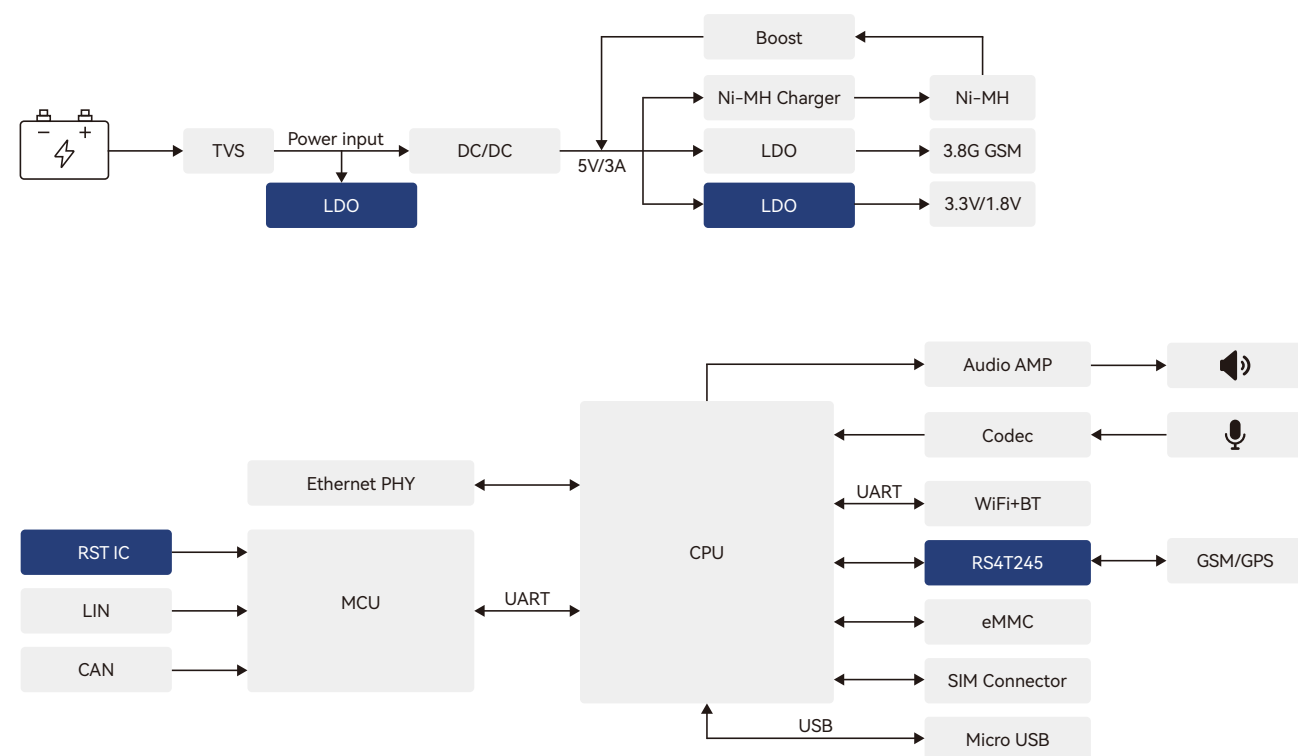 Boost
Ni-MH Charger
Ni-MH
− +
TVS
Power input
DC/DC
5V/3A
LDO
3.8G GSM
LDO
LDO
3.3V/1.8V
Audio AMP
Codec
Ethernet PHY
UART
WiFi+BT
RST IC
CPU
RS4T245
GSM/GPS
MCU
LIN
UART
eMMC
CAN
SIM Connector
USB
Micro USB